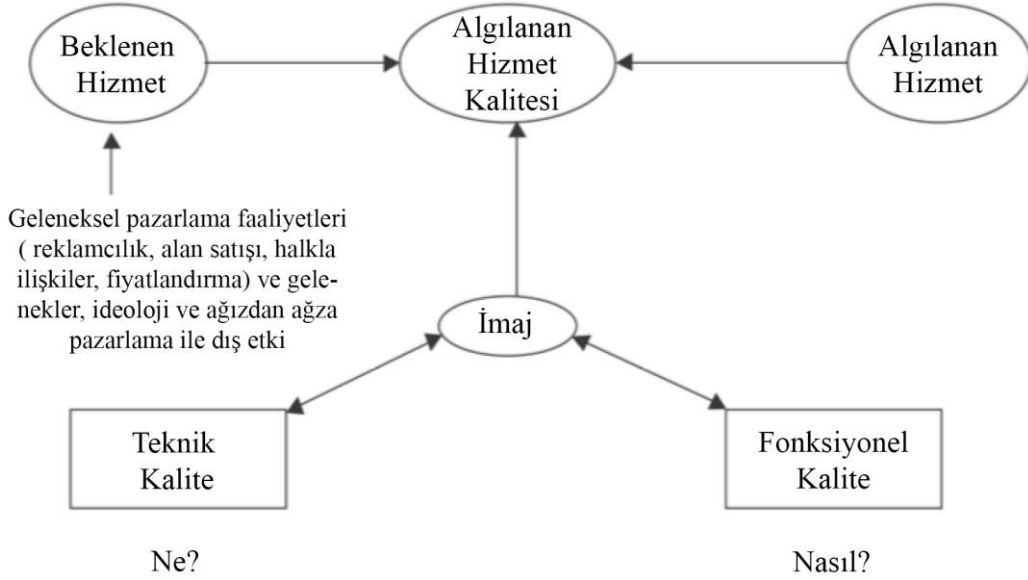 Beklenen
Hizmet
Algılanan
Hizmet
Kalitesi
Algılanan
Hizmet
Geleneksel pazarlama faaliyetleri
( reklamcılık, alan satışı, halkla
ilişkiler, fiyatlandırma) ve gele-
nekler, ideoloji ve ağızdan ağza
pazarlama ile dış etki
İmaj
Teknik
Kalite
Fonksiyonel
Kalite
Ne?
Nasıl?